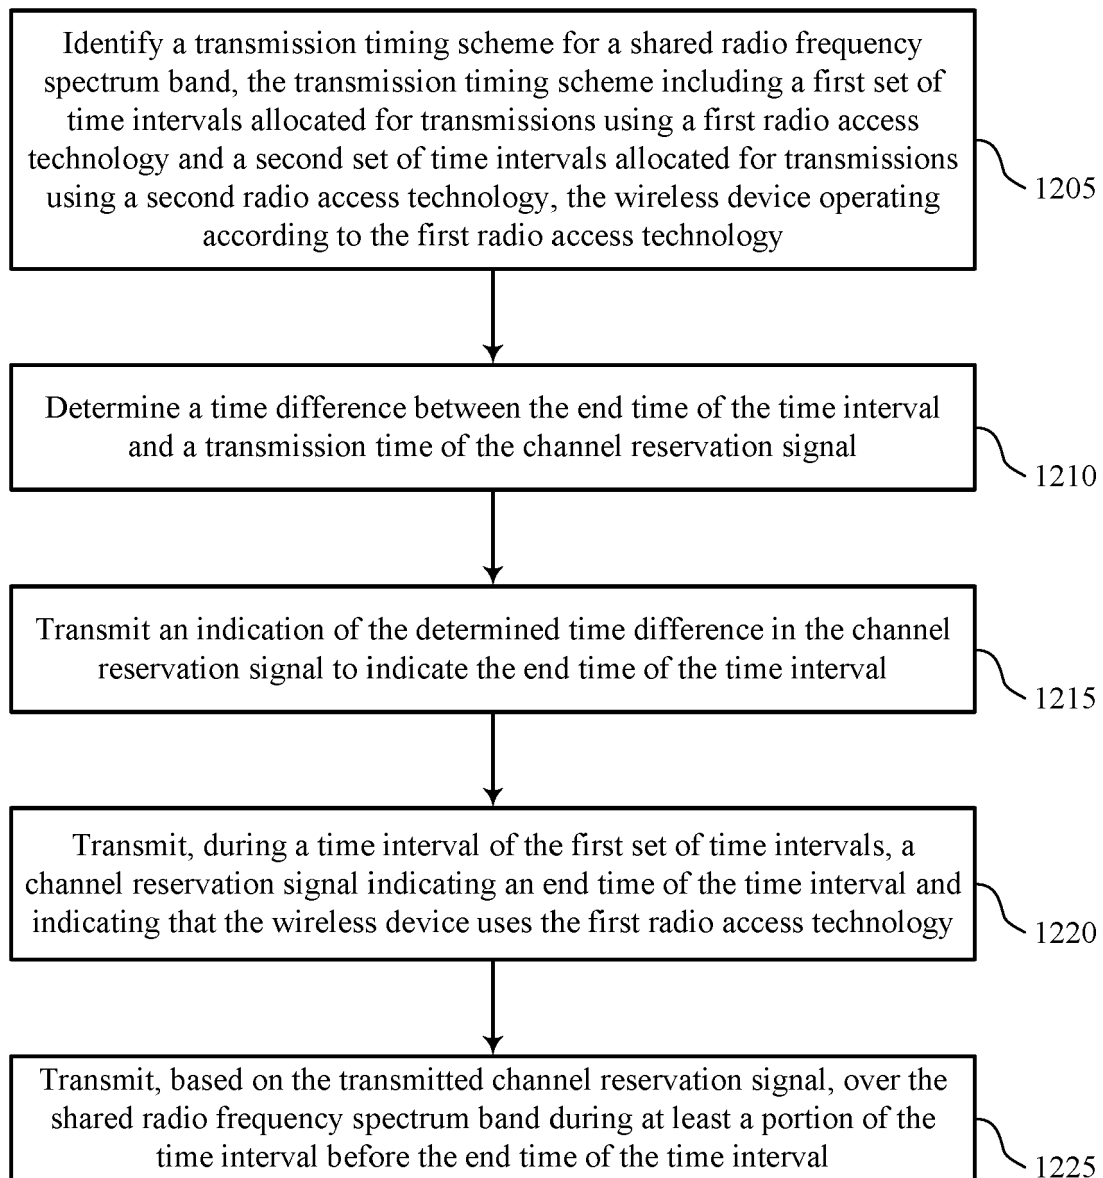 Identify a transmission timing scheme for a shared radio frequency
spectrum band, the transmission timing scheme including a first set of
time intervals allocated for transmissions using a first radio access
technology and a second set of time intervals allocated for transmissions
using a second radio access technology, the wireless device operating
according to the first radio access technology
1205
Determine a time difference between the end time of the time interval
and a transmission time of the channel reservation signal
1210
Transmit an indication of the determined time difference in the channel
reservation signal to indicate the end time of the time interval
1215
Transmit, during a time interval of the first set of time intervals, a
channel reservation signal indicating an end time of the time interval and
indicating that the wireless device uses the first radio access technology
1220
Transmit, based on the transmitted channel reservation signal, over the
shared radio frequency spectrum band during at least a portion of the
time interval before the end time of the time interval
1225